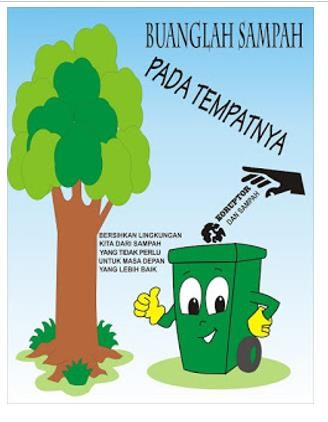 BUANGLAH SAMPAH
PADA TEMPATNYA
KORUPTOR
DAN SAMPAH
BERSIHKAN LINGKUNGAN
KITA DARI SAMPAH
YANG TIDAK PERLU
UNTUK MASA DEPAN
YANG LEBIH BAIK